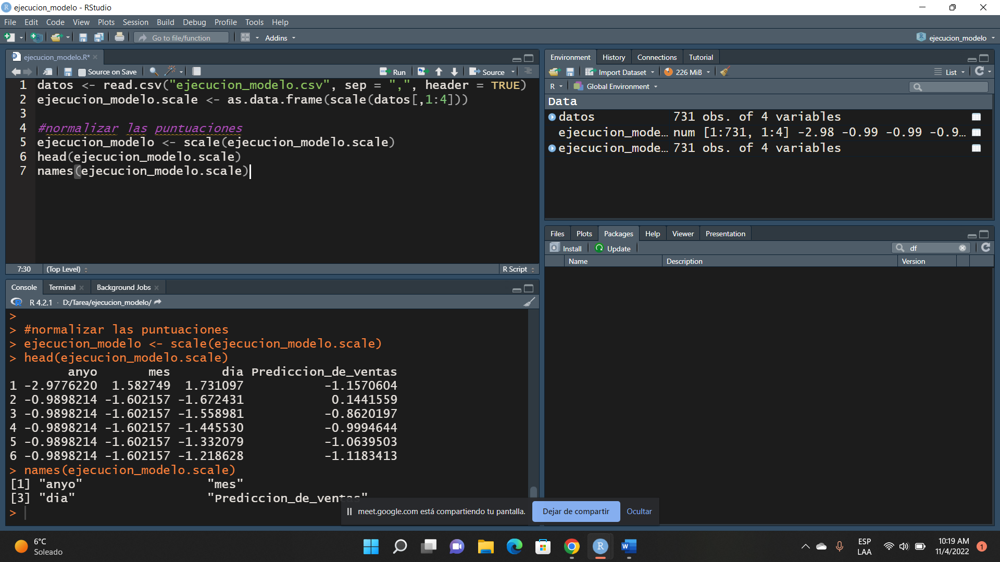 ejecucion_modelo - RStudio
File Edit Code View Plots Session Build Debug Profile Tools Help
Go to file/function Addins ejecucion_modelo
ejecucion_modelo.R*
Source on Save Run Source
1 datos <- read.csv("ejecucion_modelo.csv", sep = ",", header = TRUE)
2 ejecucion_modelo.scale <- as.data.frame(scale(datos[,1:4]))
3
4 #normalizar las puntuaciones
5 ejecucion_modelo <- scale(ejecucion_modelo.scale)
6 head(ejecucion_modelo.scale)
7 names(ejecucion_modelo.scale)
7:30 (Top Level) R Script
Console Terminal Background Jobs
R 4.2.1 · D:/Tarea/ejecucion_modelo/
>
> #normalizar las puntuaciones
> ejecucion_modelo <- scale(ejecucion_modelo.scale)
> head(ejecucion_modelo.scale)
anyo mes dia Prediccion_de_ventas
1 -2.9776220 1.582749 1.731097 -1.1570604
2 -0.9898214 -1.602157 -1.672431 0.1441559
3 -0.9898214 -1.602157 -1.558981 -0.8620197
4 -0.9898214 -1.602157 -1.445530 -0.9994644
5 -0.9898214 -1.602157 -1.332079 -1.0639503
6 -0.9898214 -1.602157 -1.218628 -1.1183413
> names(ejecucion_modelo.scale)
[1] "anyo" "mes"
[3] "dia" "Prediccion_de_ventas"
>
Environment History Connections Tutorial
Import Dataset 226 MiB List
R Global Environment
Data
datos 731 obs. of 4 variables
ejecucion_mode… num [1:731, 1:4] -2.98 -0.99 -0.99 -0.9…
ejecucion_mode… 731 obs. of 4 variables
Files Plots Packages Help Viewer Presentation
Install Update df
Name Description Version
meet.google.com está compartiendo tu pantalla. Dejar de compartir Ocultar
6°C
Soleado
ESP
LAA
10:19 AM
11/4/2022
1